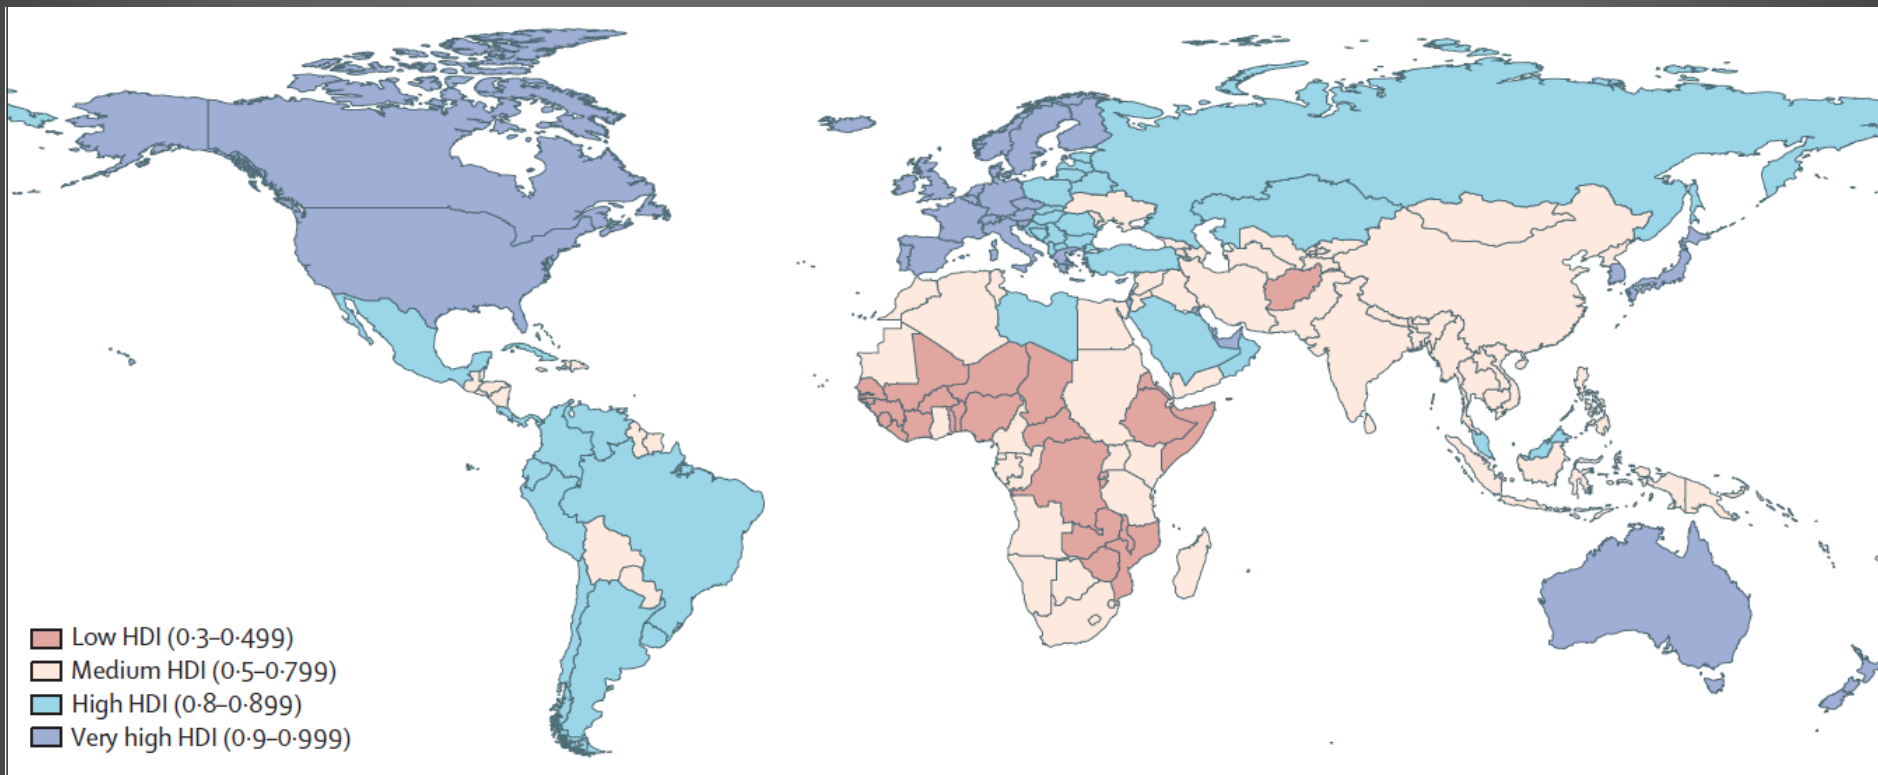 Low HDI (0·3–0·499)
Medium HDI (0·5–0·799)
High HDI (0·8–0·899)
Very high HDI (0·9–0·999)